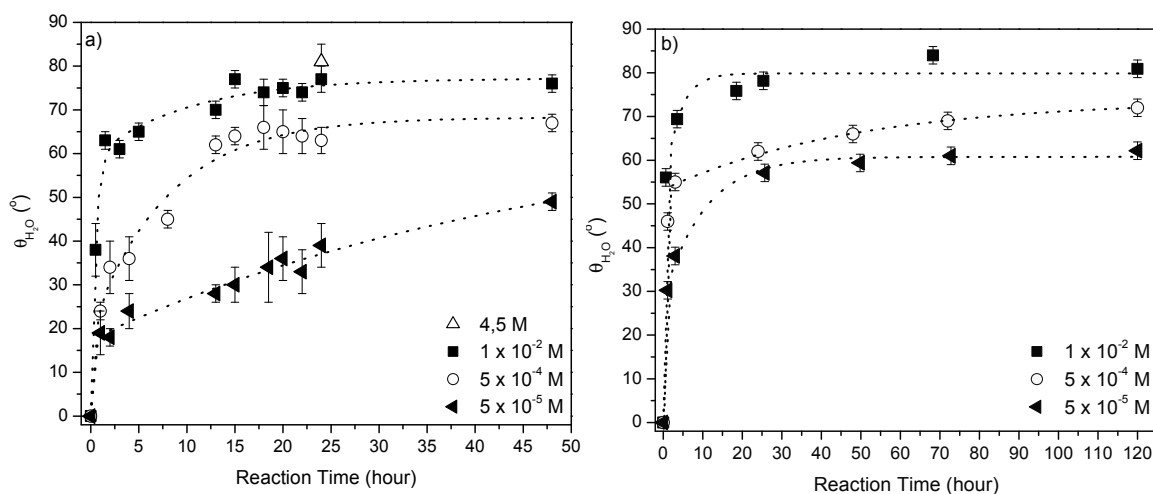 a)
90
80
70
60
50
40
30
20
10
0
θH₂O (°)
0 5 10 15 20 25 30 35 40 45 50
Reaction Time (hour)
4,5 M
1 x 10⁻² M
5 x 10⁻⁴ M
5 x 10⁻⁵ M
b)
90
80
70
60
50
40
30
20
10
0
θH₂O (°)
0 10 20 30 40 50 60 70 80 90 100 110 120
Reaction Time (hour)
1 x 10⁻² M
5 x 10⁻⁴ M
5 x 10⁻⁵ M